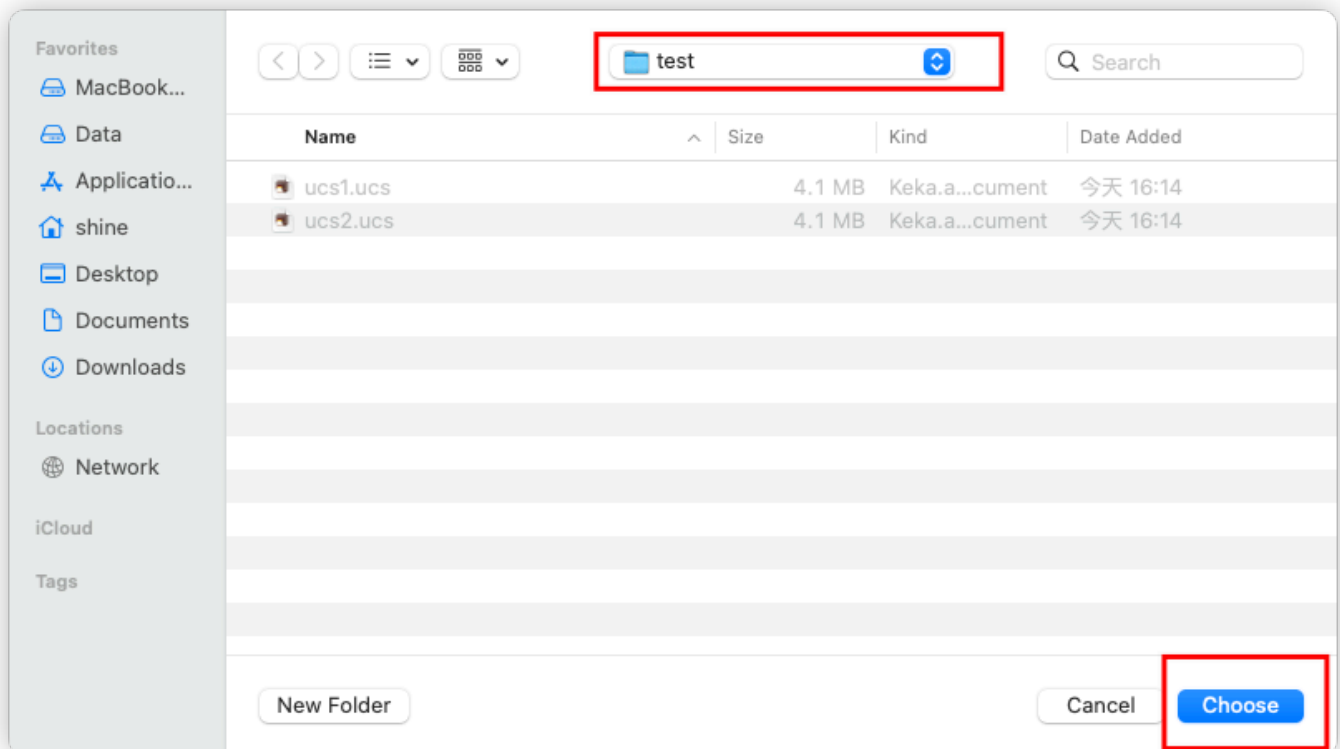 Favorites
MacBook...
Data
Applicatio...
shine
Desktop
Documents
Downloads
Locations
Network
iCloud
Tags
test
Search
Name Size Kind Date Added
ucs1.ucs 4.1 MB Keka.a...cument 今天 16:14
ucs2.ucs 4.1 MB Keka.a...cument 今天 16:14
New Folder Cancel Choose